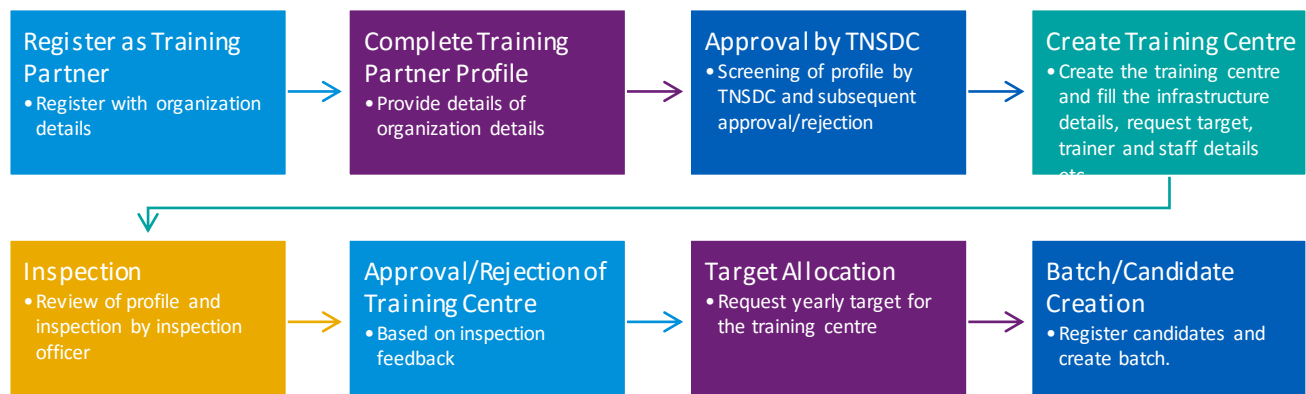 Register as Training
Partner
• Register with organization
details
Complete Training
Partner Profile
• Provide details of
organization details
Approval by TNSDC
• Screening of profile by
TNSDC and subsequent
approval/rejection
Create Training Centre
• Create the training centre
and fill the infrastructure
details, request target,
trainer and staff details
etc
Inspection
• Review of profile and
inspection by inspection
officer
Approval/Rejection of
Training Centre
• Based on inspection
feedback
Target Allocation
• Request yearly target for
the training centre
Batch/Candidate
Creation
• Register candidates and
create batch.